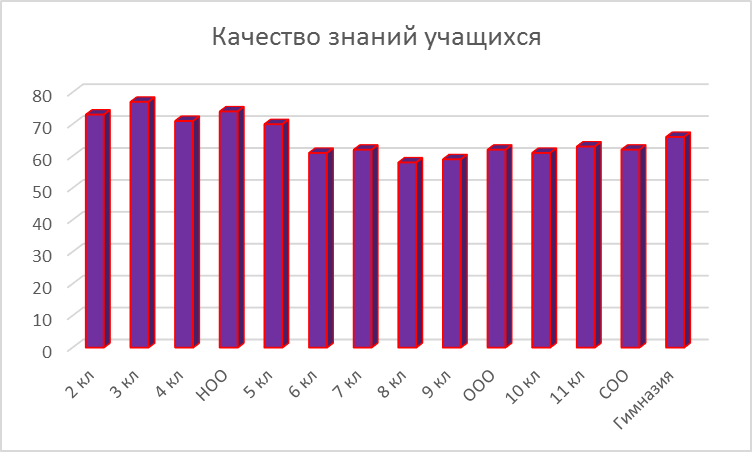 Качество знаний учащихся
80
70
60
50
40
30
20
10
0
2 кл
3 кл
4 кл
НОО
5 кл
6 кл
7 кл
8 кл
9 кл
ООО
10 кл
11 кл
СОО
Гимназия